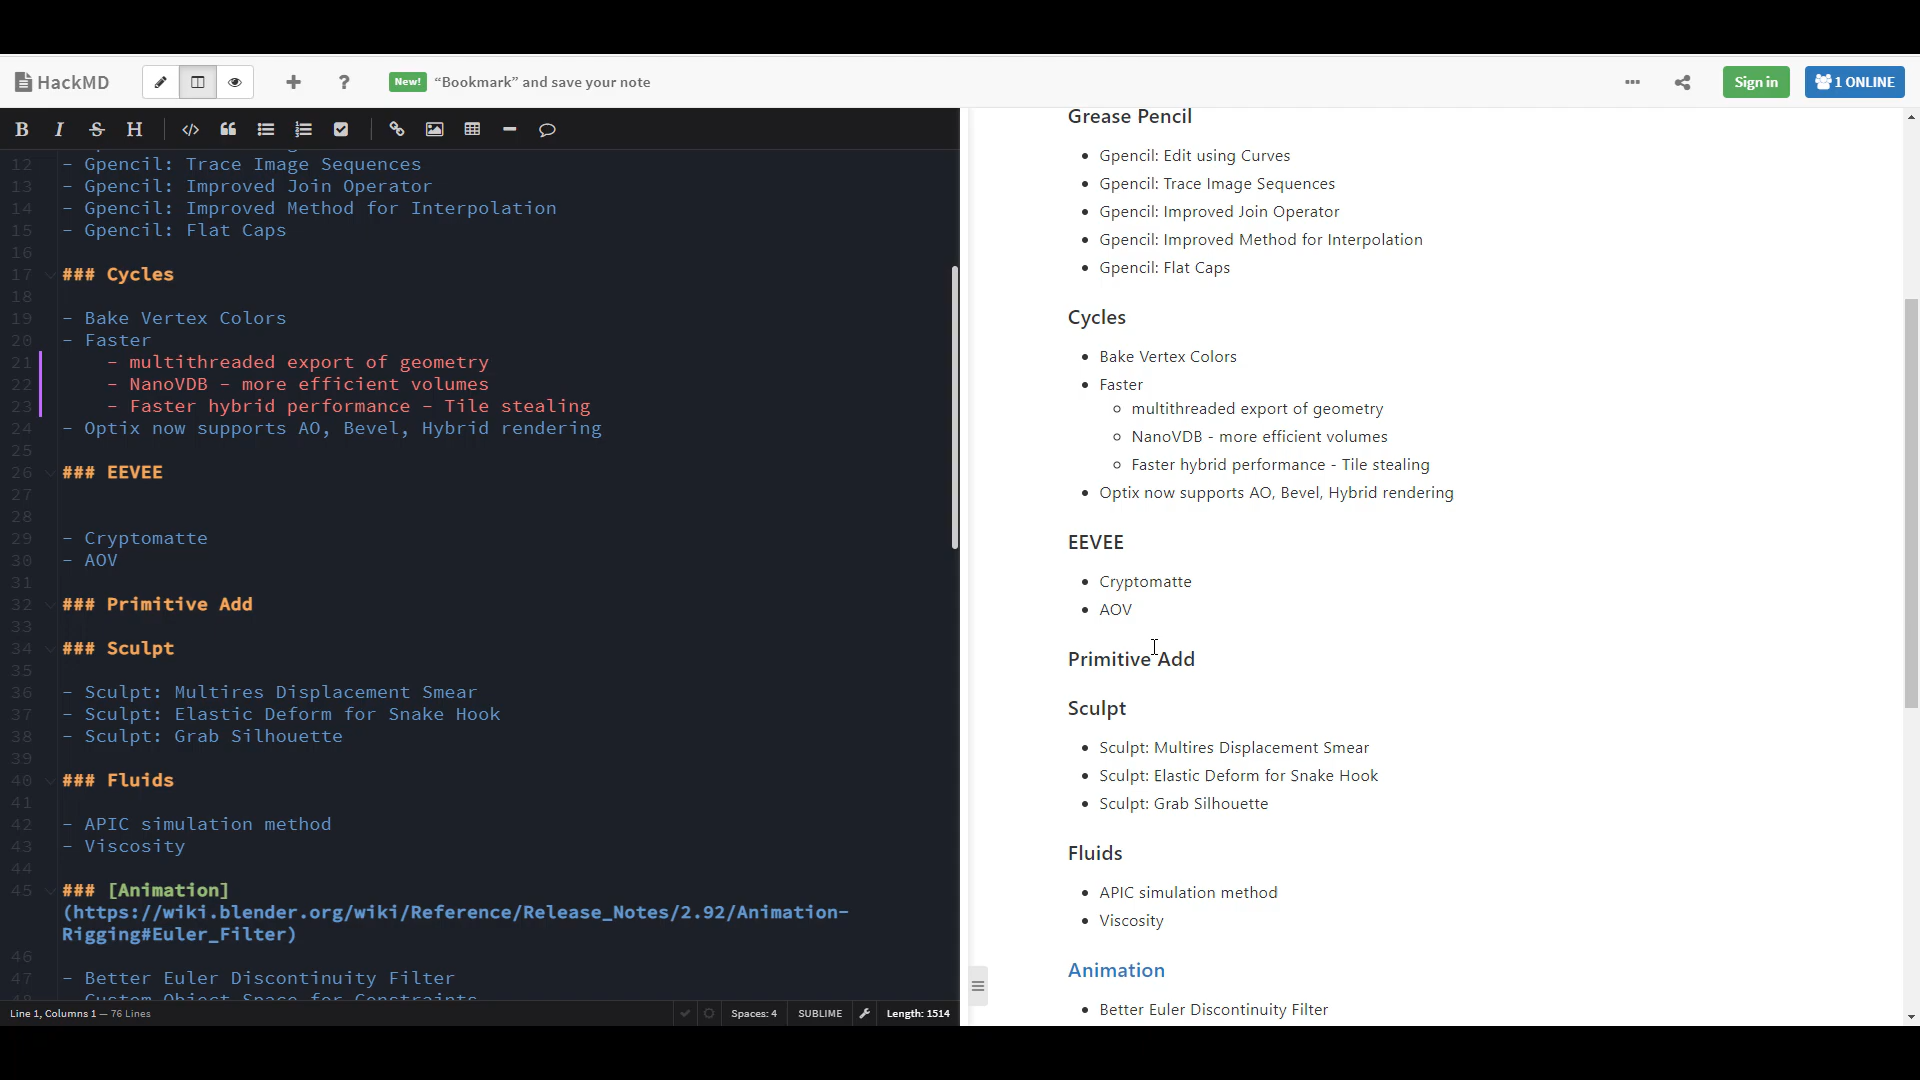 HackMD
New! “Bookmark” and save your note
Sign in
1 ONLINE
B I S H
12 - Gpencil: Trace Image Sequences
13 - Gpencil: Improved Join Operator
14 - Gpencil: Improved Method for Interpolation
15 - Gpencil: Flat Caps
16
17 ### Cycles
18
19 - Bake Vertex Colors
20 - Faster
21 - multithreaded export of geometry
22 - NanoVDB - more efficient volumes
23 - Faster hybrid performance - Tile stealing
24 - Optix now supports AO, Bevel, Hybrid rendering
25
26 ### EEVEE
27
28
29 - Cryptomatte
30 - AOV
31
32 ### Primitive Add
33
34 ### Sculpt
35
36 - Sculpt: Multires Displacement Smear
37 - Sculpt: Elastic Deform for Snake Hook
38 - Sculpt: Grab Silhouette
39
40 ### Fluids
41
42 - APIC simulation method
43 - Viscosity
44
45 ### [Animation]
(https://wiki.blender.org/wiki/Reference/Release_Notes/2.92/Animation-
Rigging#Euler_Filter)
46
47 - Better Euler Discontinuity Filter
48 - Custom Object Space for Constraints
Line 1, Columns 1 — 76 Lines
Spaces: 4
SUBLIME
Length: 1514
Grease Pencil
• Gpencil: Edit using Curves
• Gpencil: Trace Image Sequences
• Gpencil: Improved Join Operator
• Gpencil: Improved Method for Interpolation
• Gpencil: Flat Caps
Cycles
• Bake Vertex Colors
• Faster
◦ multithreaded export of geometry
◦ NanoVDB - more efficient volumes
◦ Faster hybrid performance - Tile stealing
• Optix now supports AO, Bevel, Hybrid rendering
EEVEE
• Cryptomatte
• AOV
Primitive Add
Sculpt
• Sculpt: Multires Displacement Smear
• Sculpt: Elastic Deform for Snake Hook
• Sculpt: Grab Silhouette
Fluids
• APIC simulation method
• Viscosity
Animation
• Better Euler Discontinuity Filter